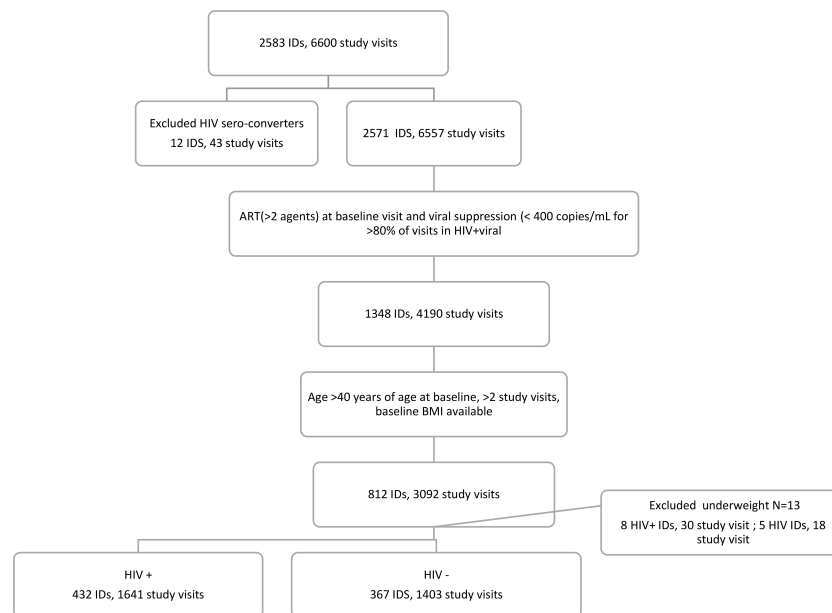 2583 IDs, 6600 study visits
Excluded HIV sero-converters
12 IDS, 43 study visits
2571 IDS, 6557 study visits
ART(>2 agents) at baseline visit and viral suppression (< 400 copies/mL for
>80% of visits in HIV+viral
1348 IDs, 4190 study visits
Age >40 years of age at baseline, >2 study visits,
baseline BMI available
812 IDs, 3092 study visits
Excluded underweight N=13
8 HIV+ IDs, 30 study visit ; 5 HIV IDs, 18
study visit
HIV +
432 IDs, 1641 study visits
HIV -
367 IDS, 1403 study visits